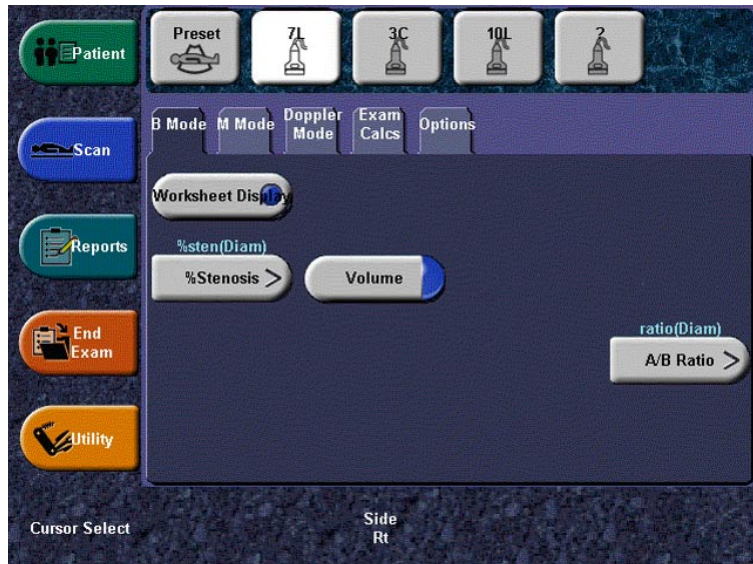 Patient
Preset
7L
3C
10L
?
B Mode
M Mode
Doppler
Mode
Exam
Calcs
Options
Scan
Worksheet Display
Reports
%sten(Diam)
%Stenosis >
Volume
End
Exam
ratio(Diam)
A/B Ratio >
Utility
Cursor Select
Side
Rt